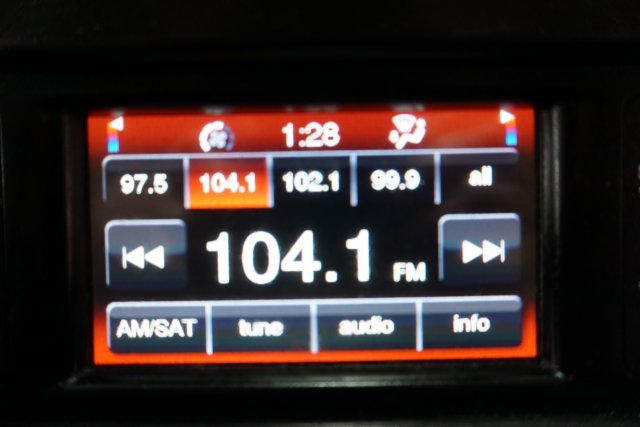 1:28
97.5 104.1 102.1 99.9 all
104.1 FM
AM/SAT tune audio info